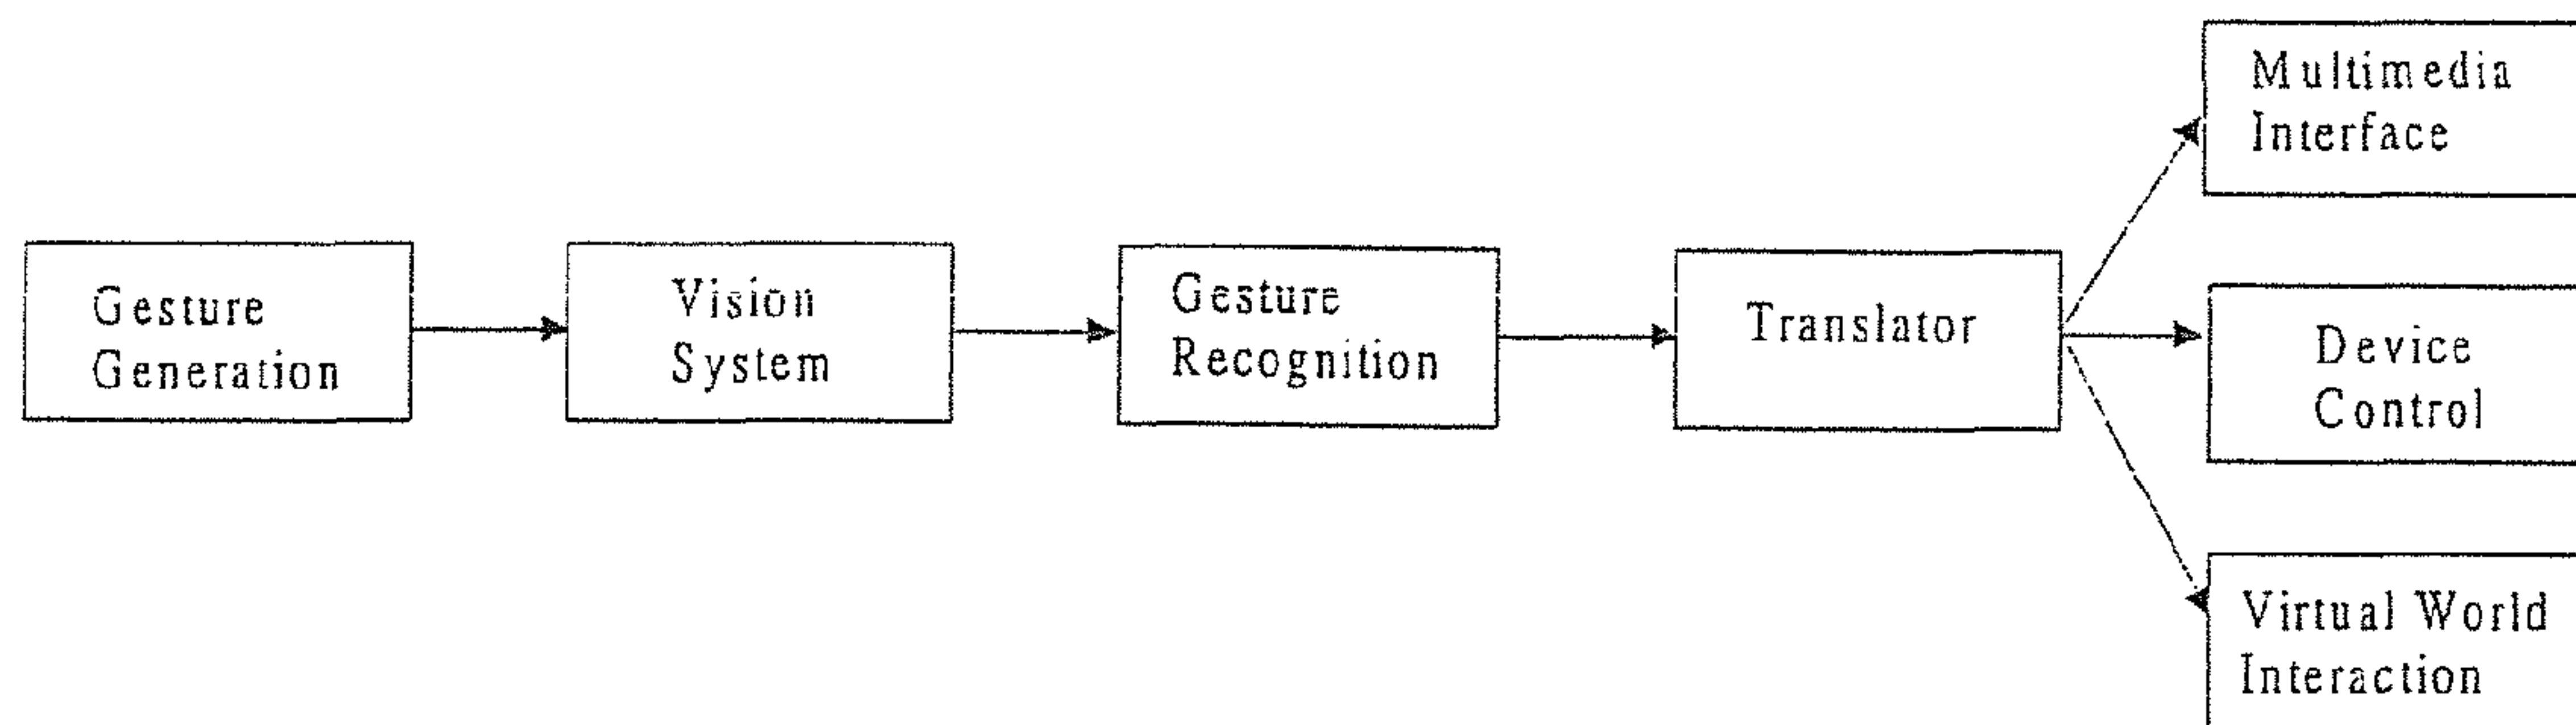 Gesture
Generation
Vision
System
Gesture
Recognition
Translator
Multimedia
Interface
Device
Control
Virtual World
Interaction